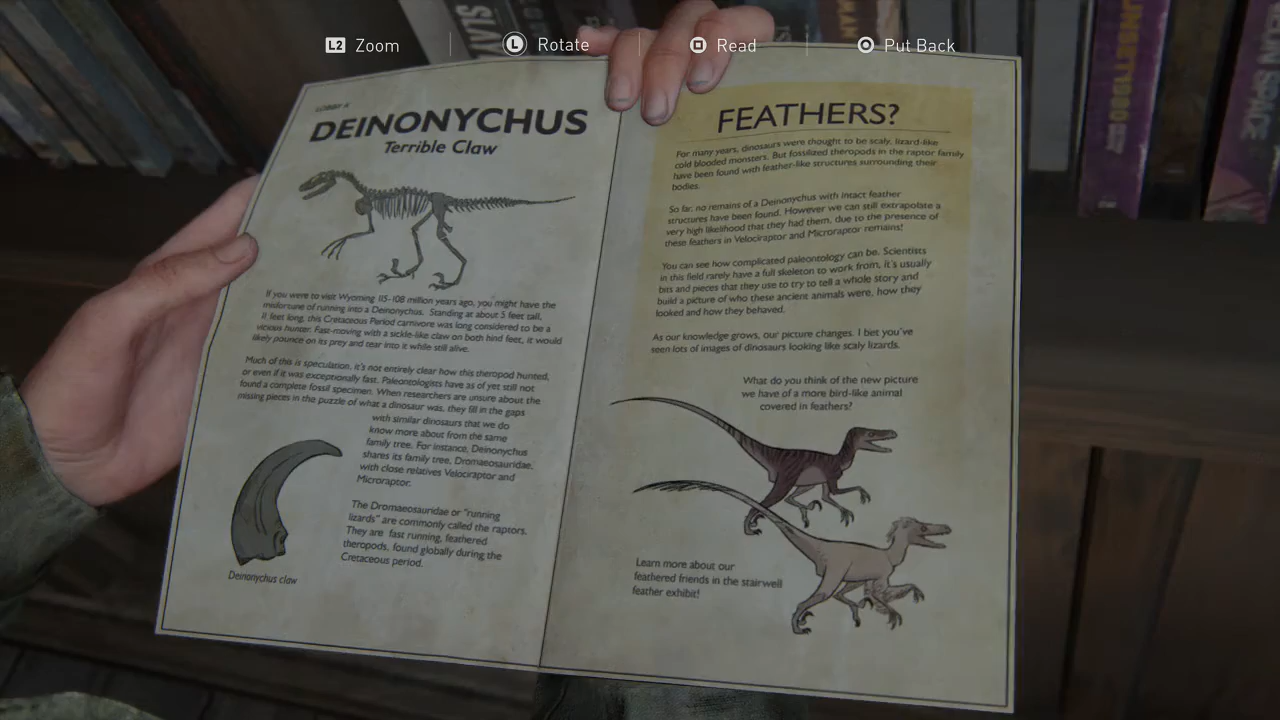 L2 Zoom
L Rotate
Read
Put Back
LOBBY A
DEINONYCHUS
Terrible Claw
If you were to visit Wyoming 115-108 million years ago, you might have the
misfortune of running into a Deinonychus. Standing at about 5 feet tall,
11 feet long, this Cretaceous Period carnivore was long considered to be a
vicious hunter. Fast-moving with a sickle-like claw on both hind feet, it would
likely pounce on its prey and tear into it while still alive.
Much of this is speculation. It's not entirely clear how this theropod hunted,
or even if it was exceptionally fast. Paleontologists have as of yet still not
found a complete fossil specimen. When researchers are unsure about the
missing pieces in the puzzle of what a dinosaur was, they fill in the gaps
with similar dinosaurs that we do
know more about from the same
family tree. For instance, Deinonychus
shares its family tree, Dromaeosauridae,
with close relatives Velociraptor and
Microraptor.
The Dromaeosauridae or "running
lizards" are commonly called the raptors.
They are fast running, feathered
theropods, found globally during the
Cretaceous period.
Deinonychus claw
FEATHERS?
For many years, dinosaurs were thought to be scaly, lizard-like
cold blooded monsters. But fossilized theropods in the raptor family
have been found with feather-like structures surrounding their
bodies.
So far, no remains of a Deinonychus with intact feather
structures have been found. However we can still extrapolate a
very high likelihood that they had them, due to the presence of
these feathers in Velociraptor and Microraptor remains!
You can see how complicated paleontology can be. Scientists
in this field rarely have a full skeleton to work from, it's usually
bits and pieces that they use to try to tell a whole story and
build a picture of who these ancient animals were, how they
looked and how they behaved.
As our knowledge grows, our picture changes. I bet you've
seen lots of images of dinosaurs looking like scaly lizards.
What do you think of the new picture
we have of a more bird-like animal
covered in feathers?
Learn more about our
feathered friends in the stairwell
feather exhibit!